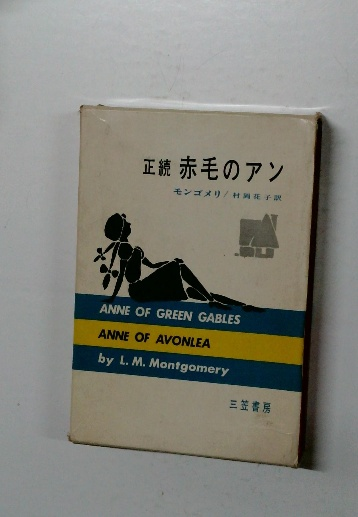 正続 赤毛のアン
モンゴメリ/村岡花子訳
ANNE OF GREEN GABLES
ANNE OF AVONLEA
by L. M. Montgomery
三笠書房